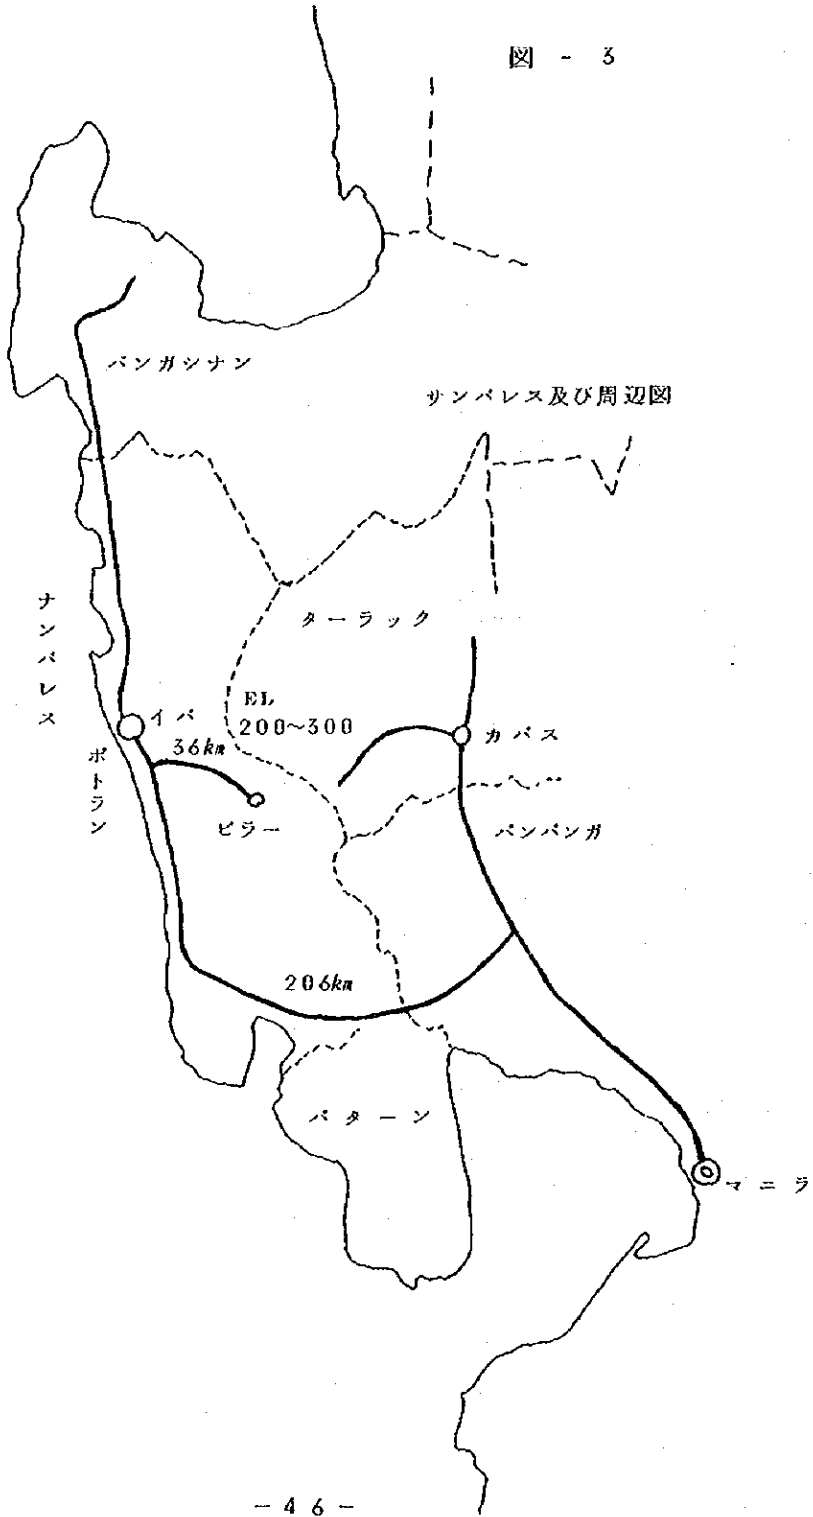 図 - 3
パンガシナン
サンバレス及び周辺図
ターラック
ナンバレス
EL
200~300
イバ
36km
カパス
ボトラン
ピラー
パンパンガ
206km
バターン
マニラ
-46-